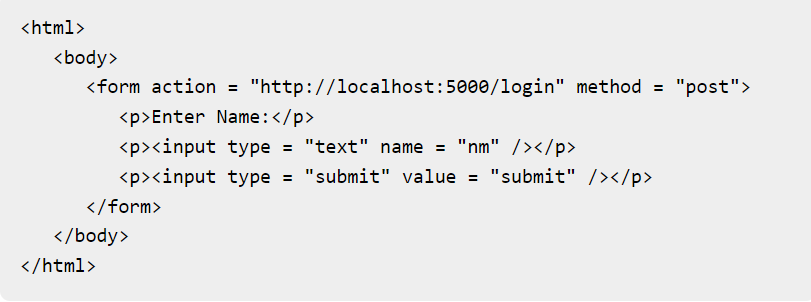 <html>
   <body>
      <form action = "http://localhost:5000/login" method = "post">
         <p>Enter Name:</p>
         <p><input type = "text" name = "nm" /></p>
         <p><input type = "submit" value = "submit" /></p>
      </form>
   </body>
</html>